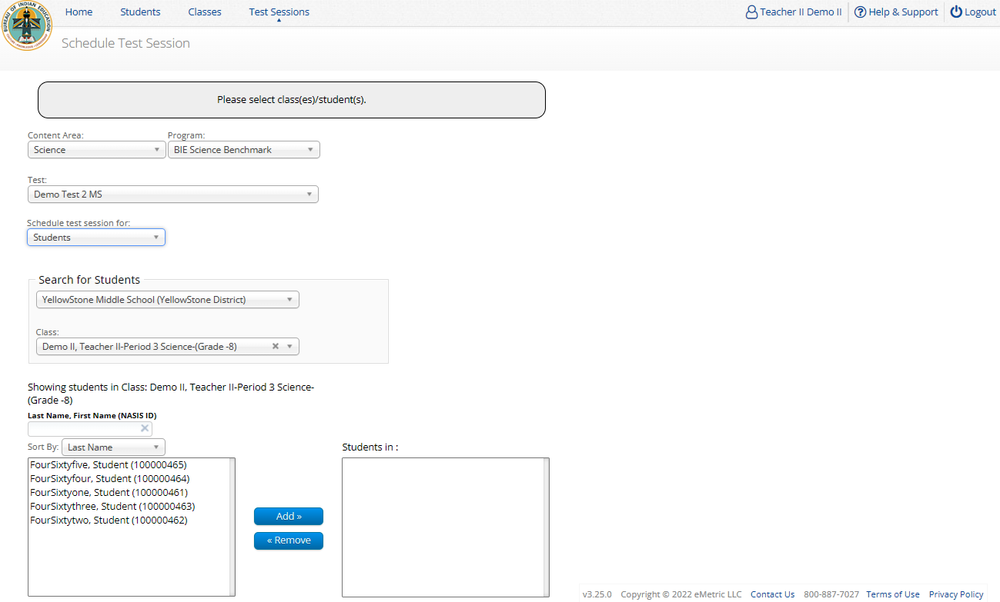 BUREAU OF INDIAN EDUCATION
Home Students Classes Test Sessions Teacher II Demo II Help & Support Logout
Schedule Test Session
Please select class(es)/student(s).
Content Area: Program:
Science BIE Science Benchmark
Test:
Demo Test 2 MS
Schedule test session for:
Students
Search for Students
YellowStone Middle School (YellowStone District)
Class:
Demo II, Teacher II-Period 3 Science-(Grade -8)
Showing students in Class: Demo II, Teacher II-Period 3 Science-
(Grade -8)
Last Name, First Name (NASIS ID)
Sort By: Last Name Students in :
FourSixtyfive, Student (100000465)
FourSixtyfour, Student (100000464)
FourSixtyone, Student (100000461)
FourSixtythree, Student (100000463)
FourSixtytwo, Student (100000462)
Add »
« Remove
v3.25.0 Copyright © 2022 eMetric LLC Contact Us 800-887-7027 Terms of Use Privacy Policy